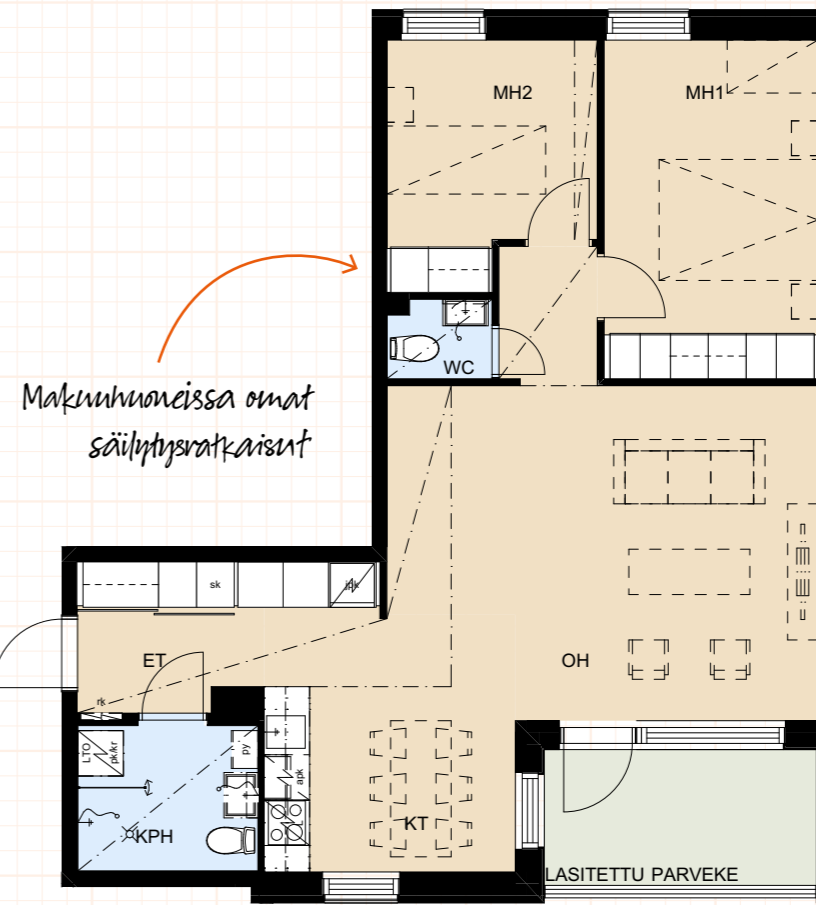 MH2
MH1
WC
Makuuhuoneissa omat
säilytysratkaisut
sk
jpk
ET
OH
rk
LTO
pk/kr
py
apk
KPH
KT
LASITETTU PARVEKE